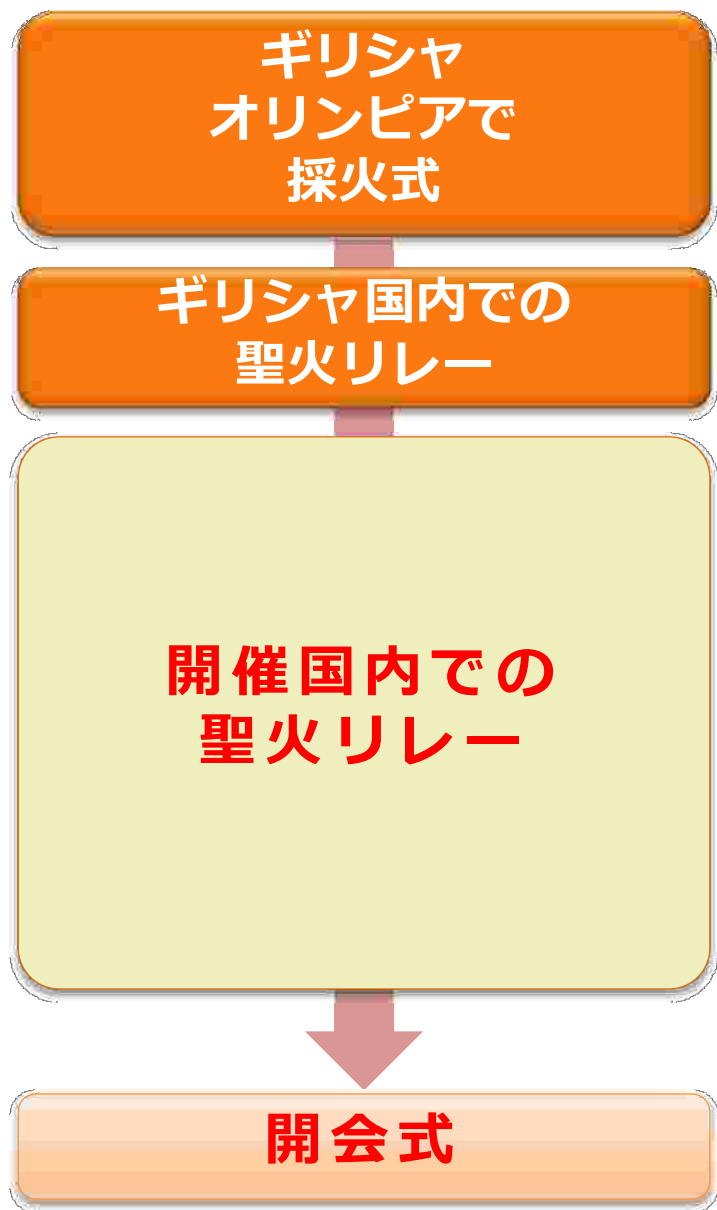 ギリシャ
オリンピアで
採火式
ギリシャ国内での
聖火リレー
開催国内での
聖火リレー
開会式